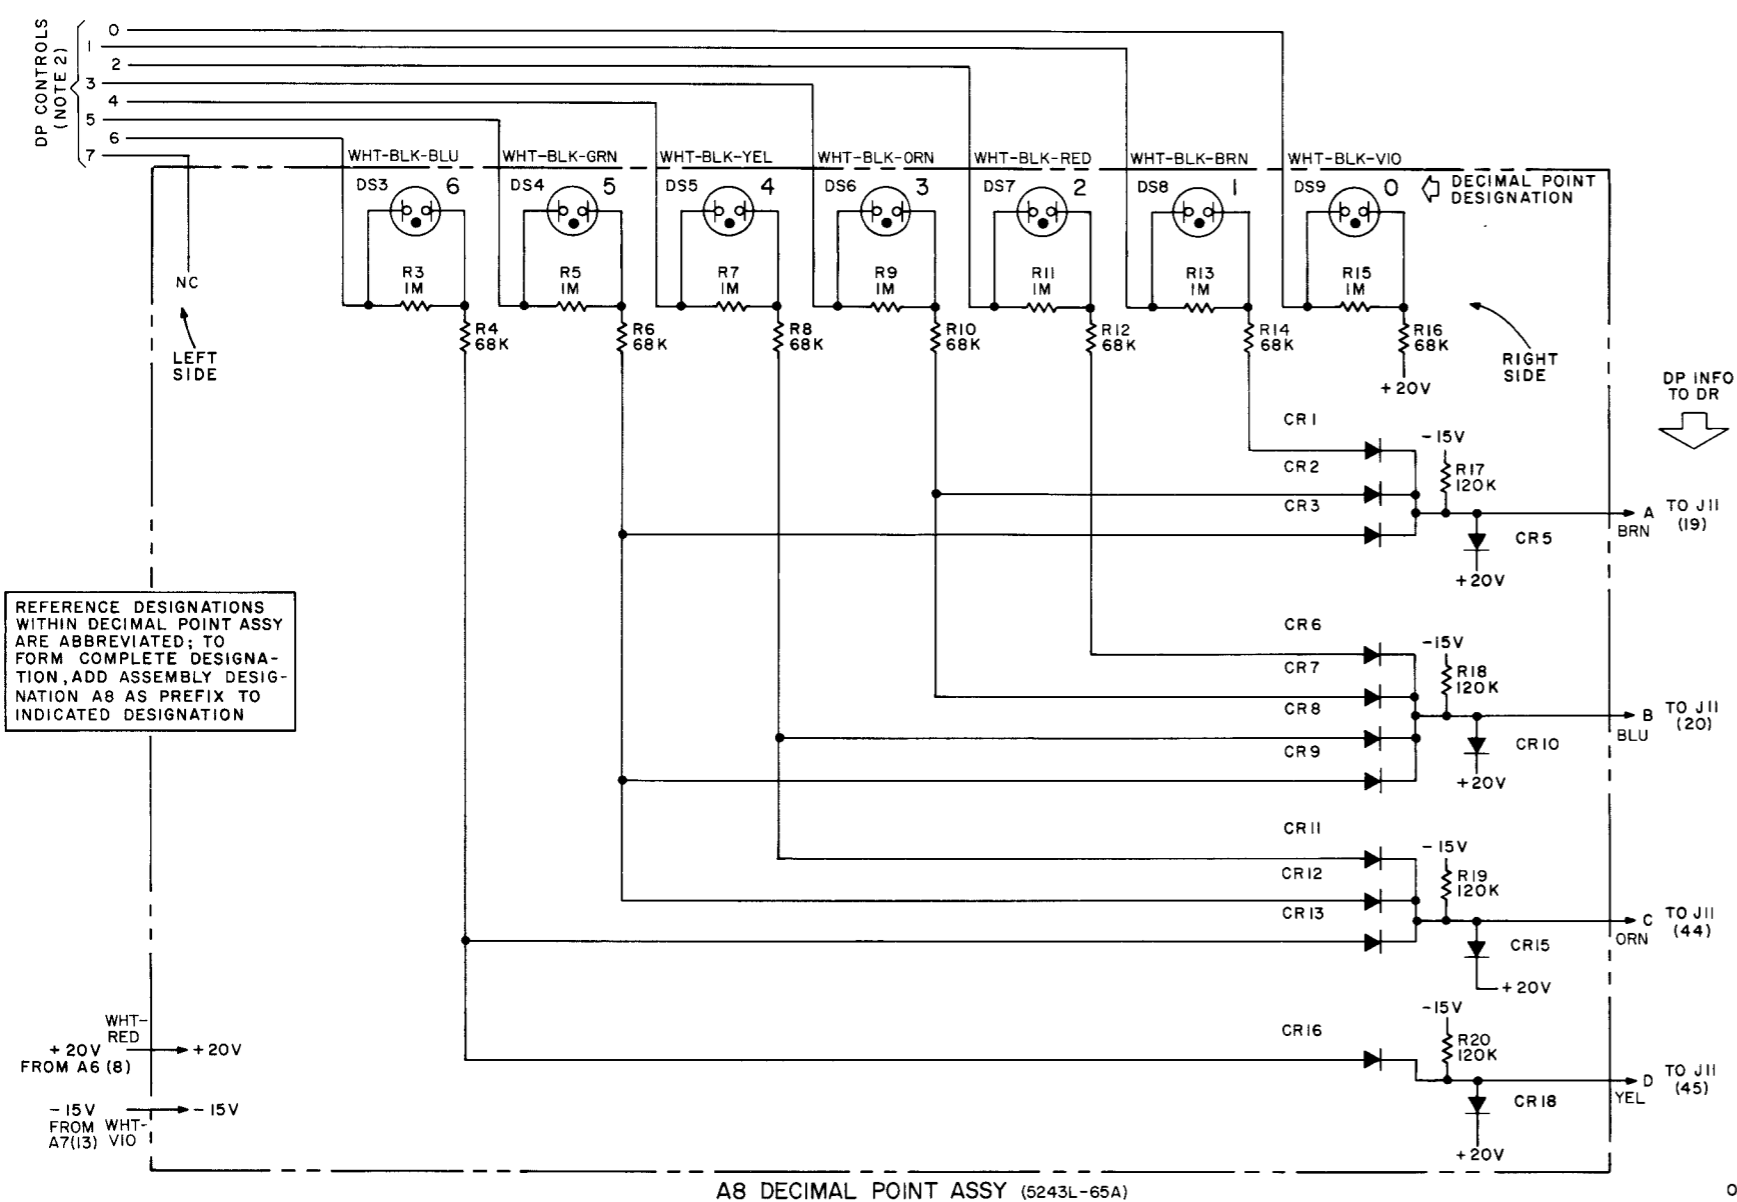 DP CONTROLS
(NOTE 2)
0
1
2
3
4
5
6
7
WHT-BLK-BLU
WHT-BLK-GRN
WHT-BLK-YEL
WHT-BLK-ORN
WHT-BLK-RED
WHT-BLK-BRN
WHT-BLK-VIO
DS3 6
DS4 5
DS5 4
DS6 3
DS7 2
DS8 1
DS9 0
DECIMAL POINT
DESIGNATION
NC
LEFT
SIDE
R3
1M
R5
1M
R7
1M
R9
1M
R11
1M
R13
1M
R15
1M
R4
68K
R6
68K
R8
68K
R10
68K
R12
68K
R14
68K
R16
68K
+20V
RIGHT
SIDE
DP INFO
TO DR
CR1
CR2
CR3
-15V
R17
120K
CR5
+20V
A
BRN
TO J11
(19)
CR6
CR7
CR8
CR9
-15V
R18
120K
CR10
+20V
B
BLU
TO J11
(20)
CR11
CR12
CR13
-15V
R19
120K
CR15
+20V
C
ORN
TO J11
(44)
CR16
-15V
R20
120K
CR18
+20V
D
YEL
TO J11
(45)
REFERENCE DESIGNATIONS
WITHIN DECIMAL POINT ASSY
ARE ABBREVIATED; TO
FORM COMPLETE DESIGNA-
TION, ADD ASSEMBLY DESIG-
NATION A8 AS PREFIX TO
INDICATED DESIGNATION
WHT-
RED
+20V
FROM A6 (8)
+20V
-15V
FROM
A7(13)
WHT-
VIO
-15V
A8 DECIMAL POINT ASSY (5243L-65A)
0